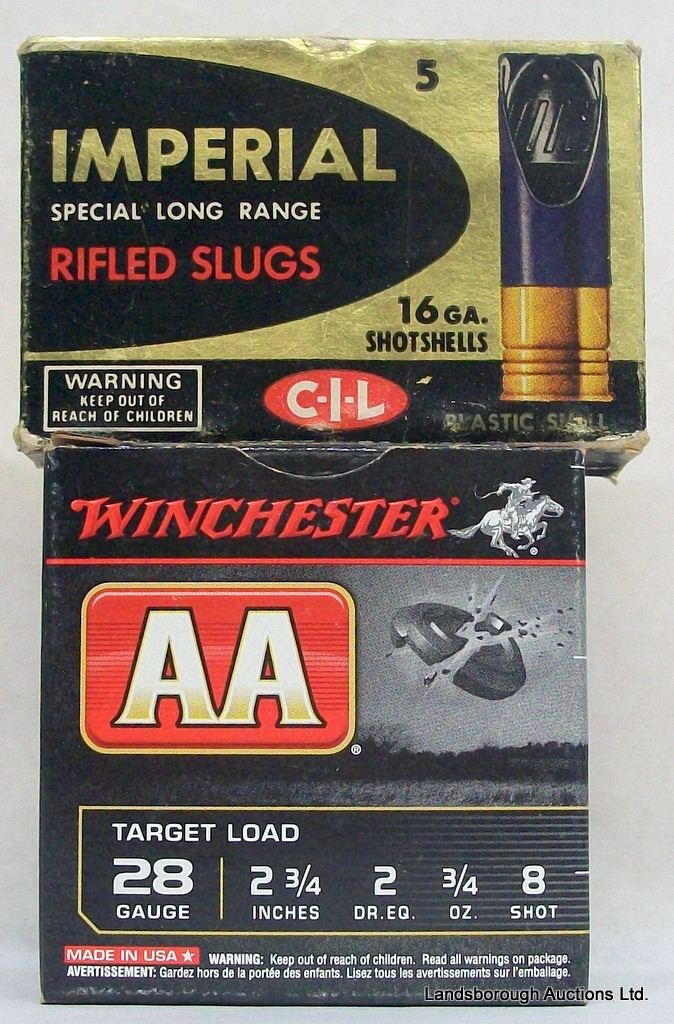 5
IMPERIAL
SPECIAL LONG RANGE
RIFLED SLUGS
16 GA.
SHOTSHELLS
WARNING
KEEP OUT OF
REACH OF CHILDREN
C-I-L
PLASTIC SHELL
WINCHESTER®
®
AA®
TARGET LOAD
28 2 3/4 2 3/4 8
GAUGE INCHES DR.EQ. OZ. SHOT
MADE IN USA ★ WARNING: Keep out of reach of children. Read all warnings on package.
AVERTISSEMENT: Gardez hors de la portée des enfants. Lisez tous les avertissements sur l'emballage.
Landsborough Auctions Ltd.